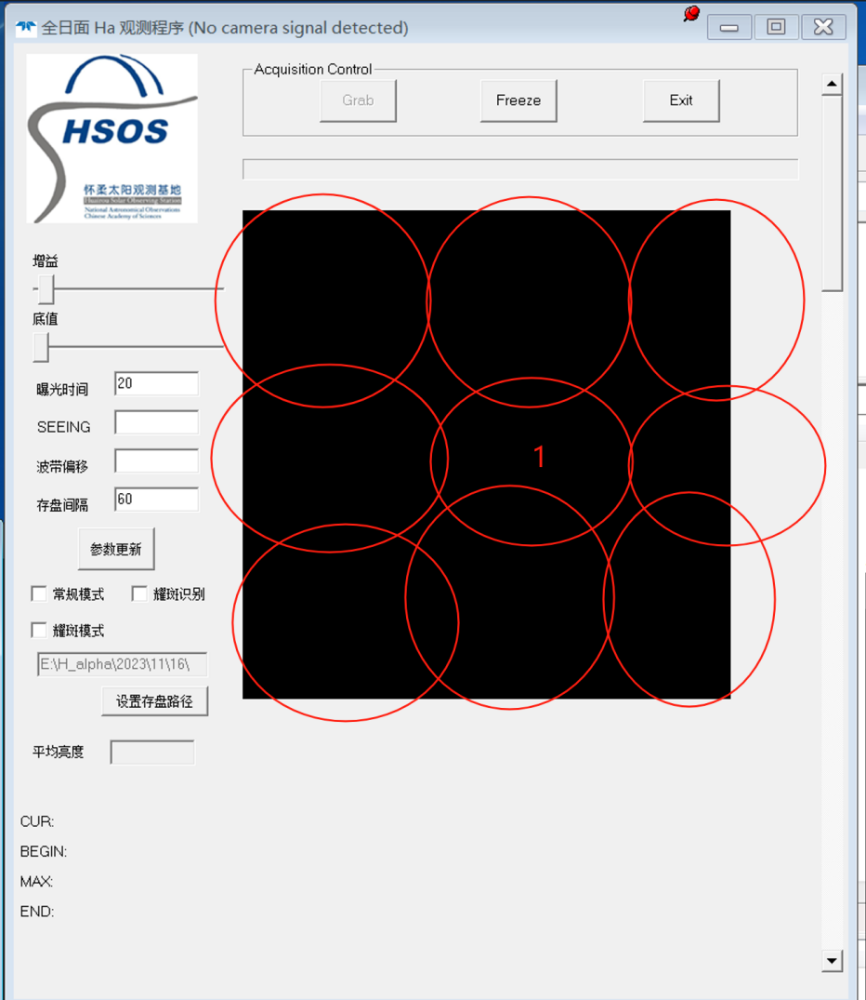 全日面 Ha 观测程序 (No camera signal detected)
HSOS
怀柔太阳观测基地
Huairou Solar Observing Station
National Astronomical Observations
Chinese Academy of Sciences
Acquisition Control
Grab
Freeze
Exit
增益
底值
曝光时间 20
SEEING
波带偏移
存盘间隔 60
参数更新
常规模式 耀斑识别
耀斑模式
E:\H_alpha\2023\11\16\
设置存盘路径
平均亮度
CUR:
BEGIN:
MAX:
END:
1